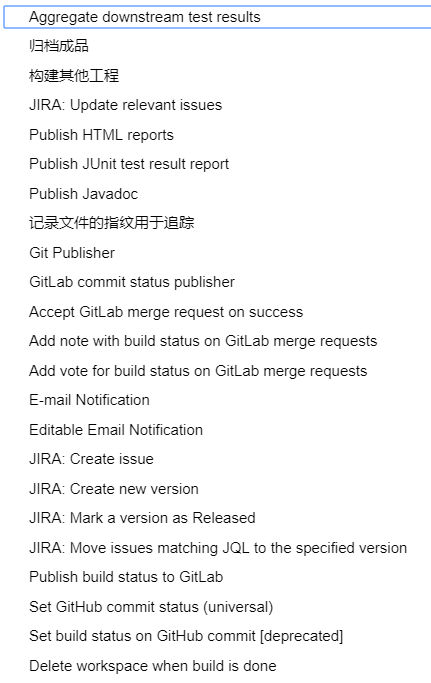 Aggregate downstream test results
归档成品
构建其他工程
JIRA: Update relevant issues
Publish HTML reports
Publish JUnit test result report
Publish Javadoc
记录文件的指纹用于追踪
Git Publisher
GitLab commit status publisher
Accept GitLab merge request on success
Add note with build status on GitLab merge requests
Add vote for build status on GitLab merge requests
E-mail Notification
Editable Email Notification
JIRA: Create issue
JIRA: Create new version
JIRA: Mark a version as Released
JIRA: Move issues matching JQL to the specified version
Publish build status to GitLab
Set GitHub commit status (universal)
Set build status on GitHub commit [deprecated]
Delete workspace when build is done